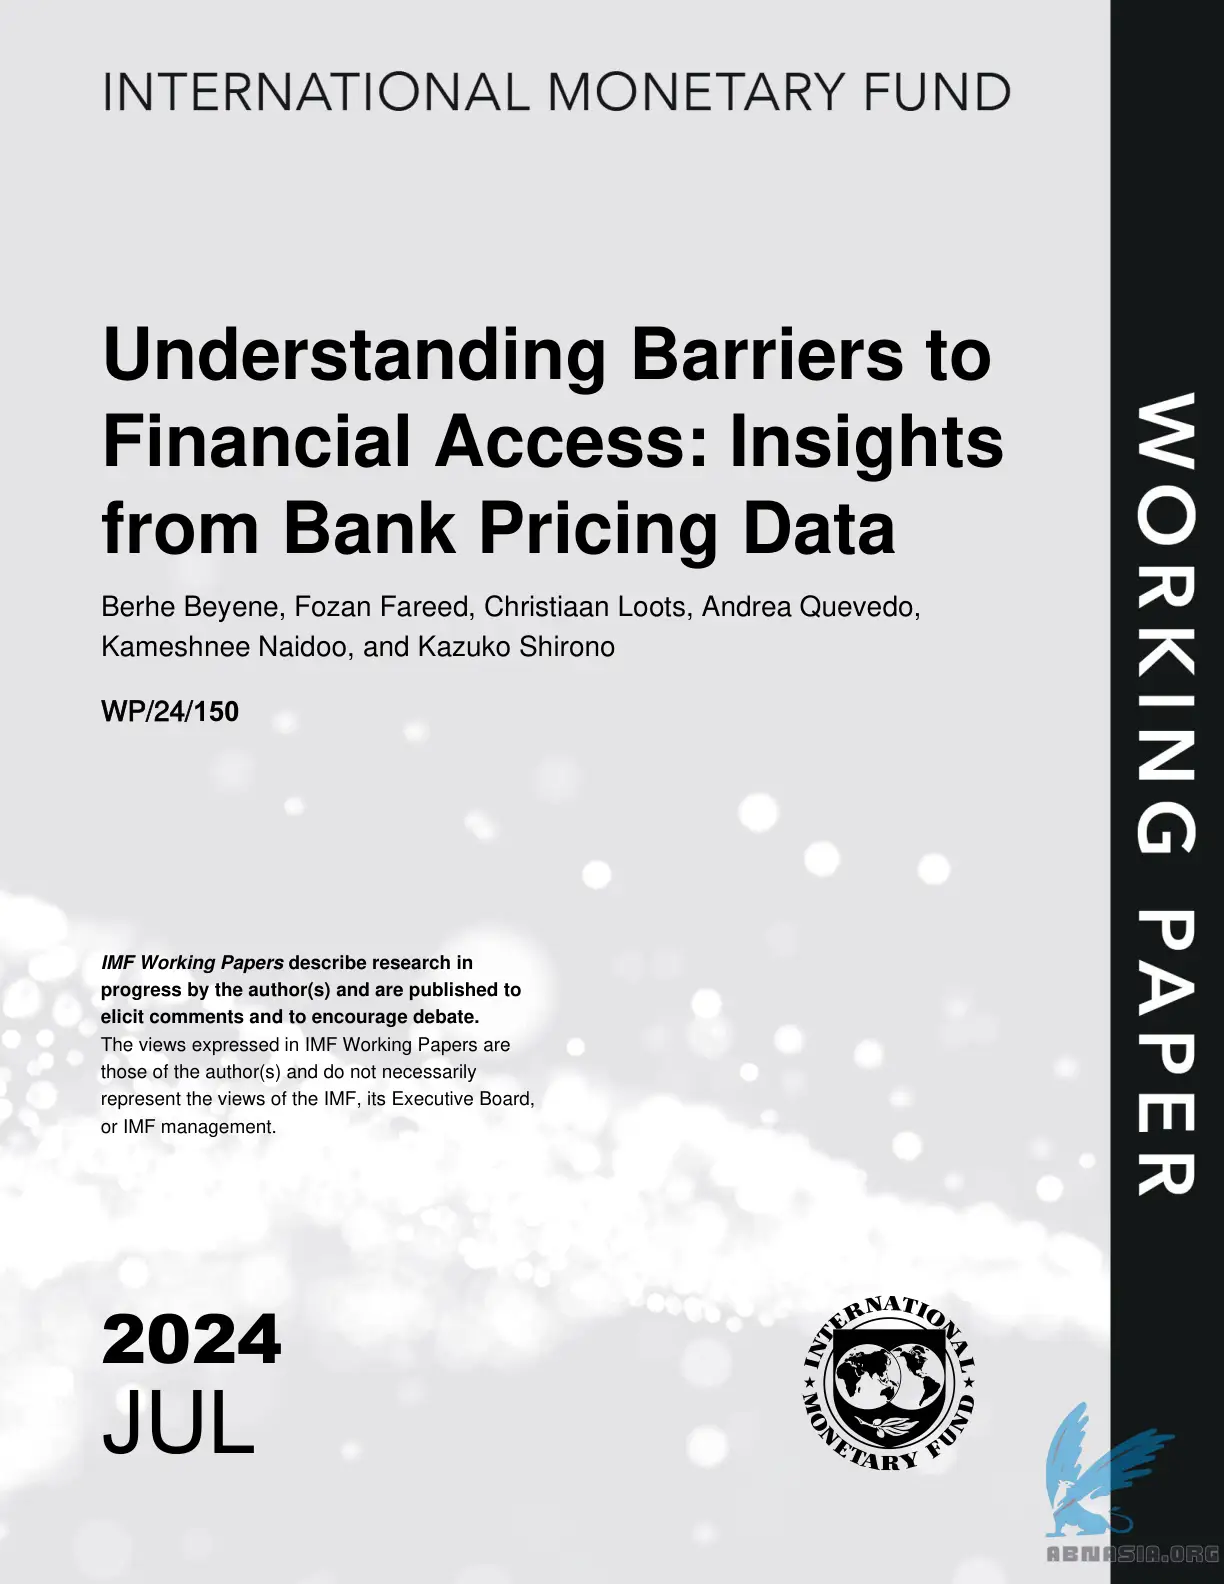 INTERNATIONAL MONETARY FUND
Understanding Barriers to
Financial Access: Insights
from Bank Pricing Data
Berhe Beyene, Fozan Fareed, Christiaan Loots, Andrea Quevedo,
Kameshnee Naidoo, and Kazuko Shirono
WP/24/150
IMF Working Papers describe research in
progress by the author(s) and are published to
elicit comments and to encourage debate.
The views expressed in IMF Working Papers are
those of the author(s) and do not necessarily
represent the views of the IMF, its Executive Board,
or IMF management.
2024
JUL
INTERNATIONAL
MONETARY FUND
WORKING PAPER
ABNASIA.ORG